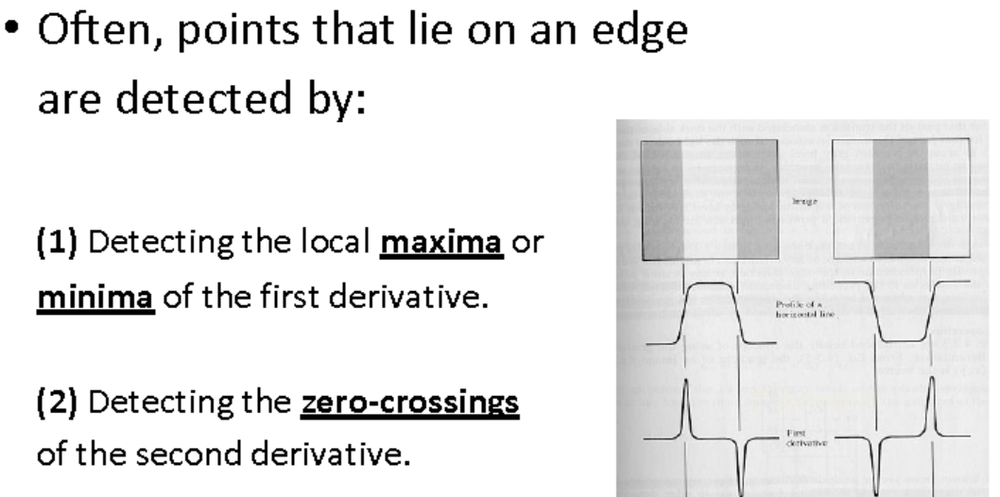 • Often, points that lie on an edge
are detected by:
(1) Detecting the local maxima or
minima of the first derivative.
(2) Detecting the zero-crossings
of the second derivative.
Image
Profile of a
horizontal line
First
derivative